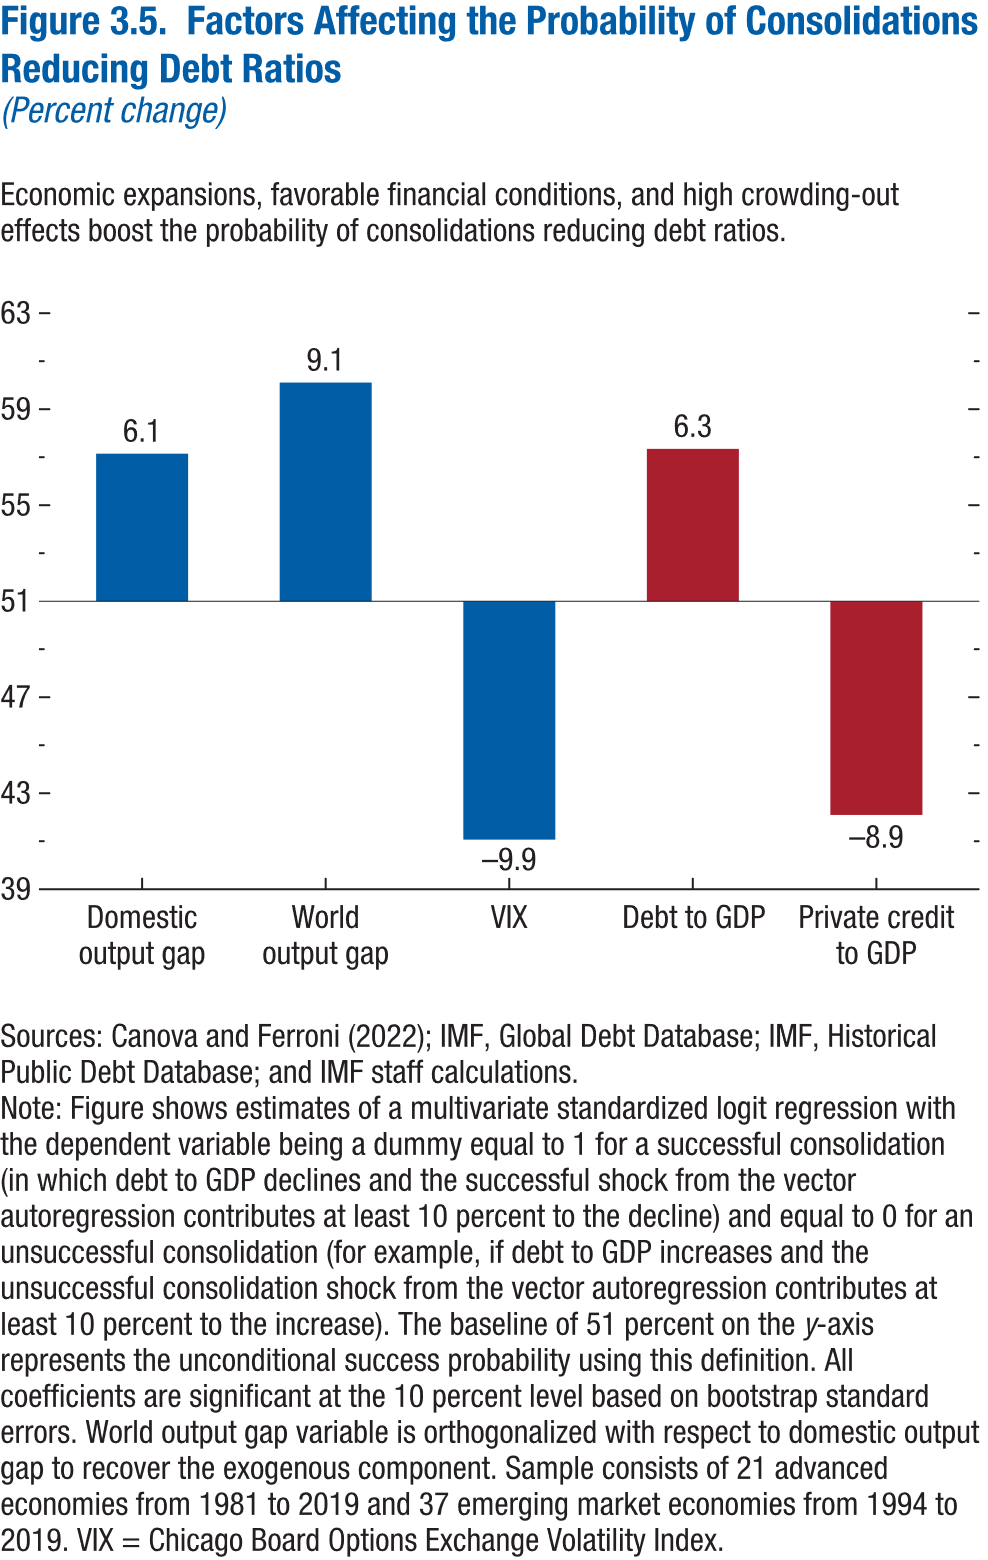 Figure 3.5.  Factors Affecting the Probability of Consolidations
Reducing Debt Ratios
(Percent change)
Economic expansions, favorable financial conditions, and high crowding-out
effects boost the probability of consolidations reducing debt ratios.
63
59
55
51
47
43
39
6.1
9.1
–9.9
6.3
–8.9
Domestic
output gap
World
output gap
VIX
Debt to GDP
Private credit
to GDP
Sources: Canova and Ferroni (2022); IMF, Global Debt Database; IMF, Historical
Public Debt Database; and IMF staff calculations.
Note: Figure shows estimates of a multivariate standardized logit regression with
the dependent variable being a dummy equal to 1 for a successful consolidation
(in which debt to GDP declines and the successful shock from the vector
autoregression contributes at least 10 percent to the decline) and equal to 0 for an
unsuccessful consolidation (for example, if debt to GDP increases and the
unsuccessful consolidation shock from the vector autoregression contributes at
least 10 percent to the increase). The baseline of 51 percent on the y-axis
represents the unconditional success probability using this definition. All
coefficients are significant at the 10 percent level based on bootstrap standard
errors. World output gap variable is orthogonalized with respect to domestic output
gap to recover the exogenous component. Sample consists of 21 advanced
economies from 1981 to 2019 and 37 emerging market economies from 1994 to
2019. VIX = Chicago Board Options Exchange Volatility Index.